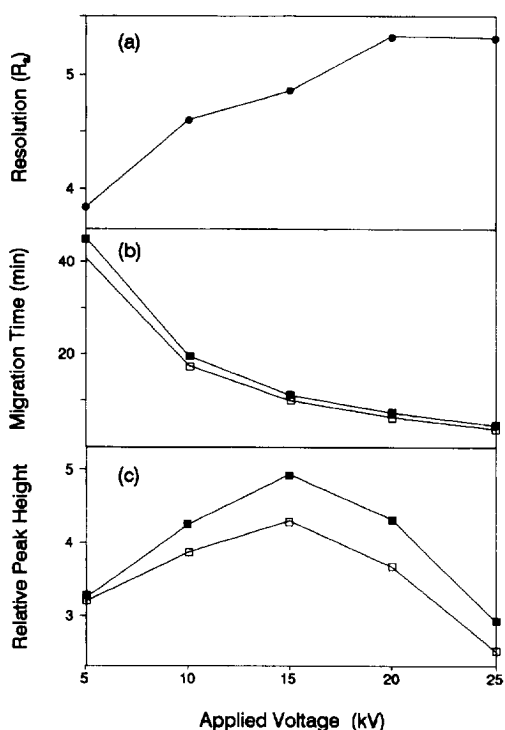 (a)
Resolution (Rs)
5
4
(b)
Migration Time (min)
40
20
(c)
Relative Peak Height
5
4
3
5 10 15 20 25
Applied Voltage (kV)